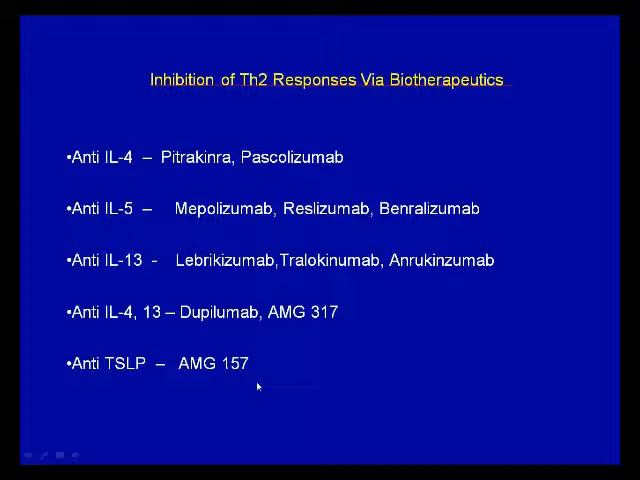 Inhibition of Th2 Responses Via Biotherapeutics
•Anti IL-4 – Pitrakinra, Pascolizumab
•Anti IL-5 – Mepolizumab, Reslizumab, Benralizumab
•Anti IL-13 - Lebrikizumab,Tralokinumab, Anrukinzumab
•Anti IL-4, 13 – Dupilumab, AMG 317
•Anti TSLP – AMG 157